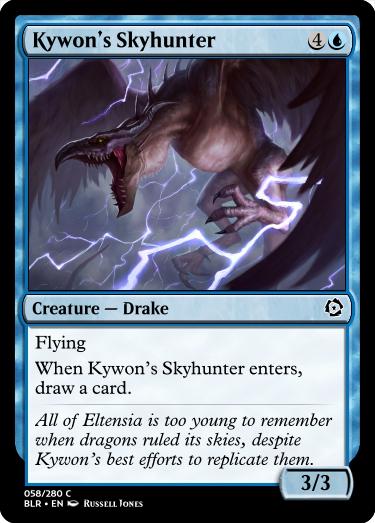 Kywon's Skyhunter 4
Creature — Drake
Flying
When Kywon's Skyhunter enters,
draw a card.
All of Eltensia is too young to remember
when dragons ruled its skies, despite
Kywon's best efforts to replicate them.
3/3
058/280 C
BLR • EN Russell Jones